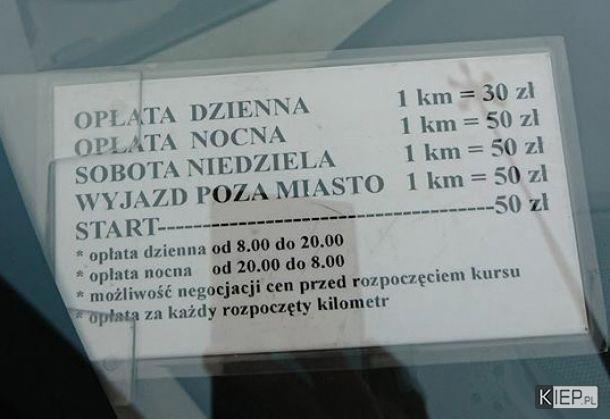 OPŁATA DZIENNA 1 km = 30 zł
OPŁATA NOCNA 1 km = 50 zł
SOBOTA NIEDZIELA 1 km = 50 zł
WYJAZD POZA MIASTO 1 km = 50 zł
START-----------------------------------------50 zł
* opłata dzienna od 8.00 do 20.00
* opłata nocna od 20.00 do 8.00
* możliwość negocjacji cen przed rozpoczęciem kursu
* opłata za każdy rozpoczęty kilometr
KIEP.PL